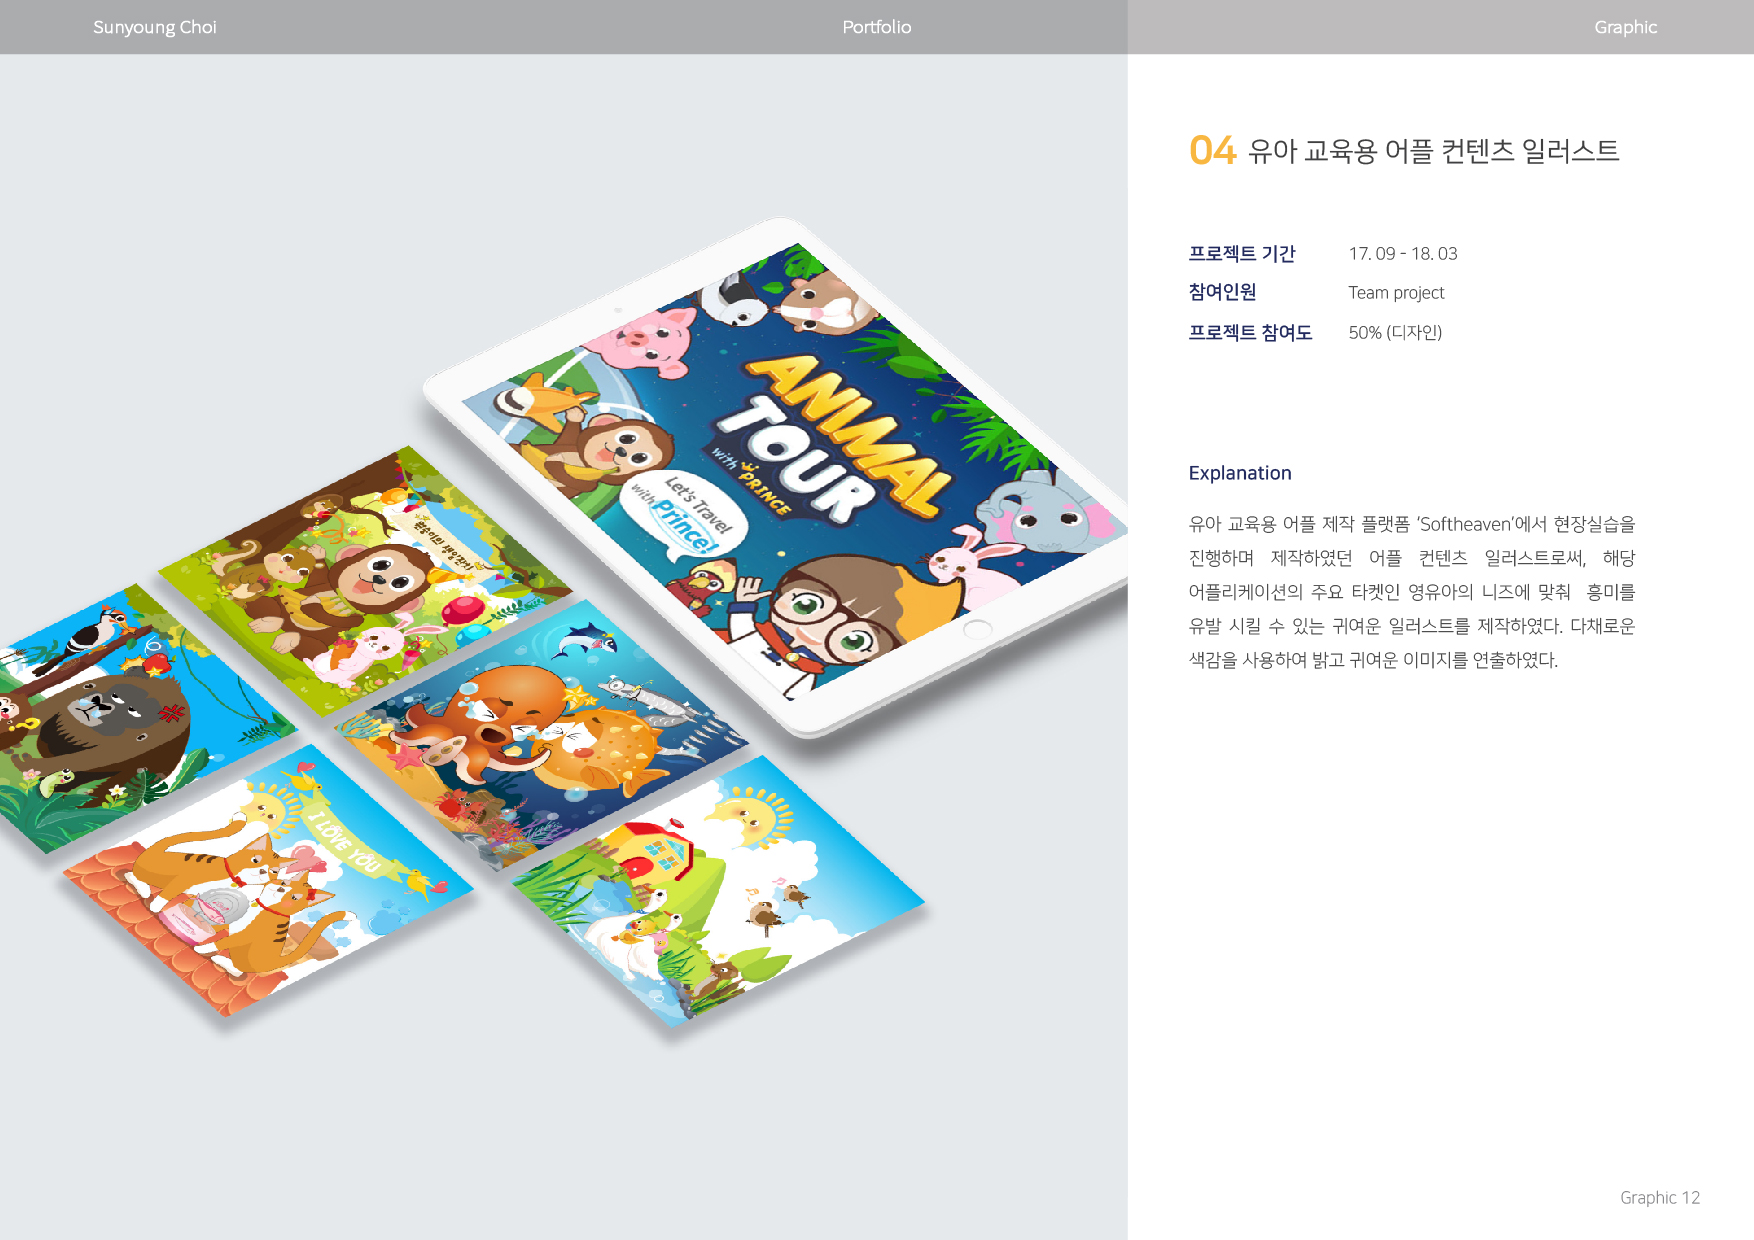 Sunyoung Choi
Portfolio
Graphic
04 유아 교육용 어플 컨텐츠 일러스트
프로젝트 기간 17. 09 - 18. 03
참여인원 Team project
프로젝트 참여도 50% (디자인)
Explanation
유아 교육용 어플 제작 플랫폼 ‘Softheaven’에서 현장실습을
진행하며 제작하였던 어플 컨텐츠 일러스트로써, 해당
어플리케이션의 주요 타켓인 영유아의 니즈에 맞춰 흥미를
유발 시킬 수 있는 귀여운 일러스트를 제작하였다. 다채로운
색감을 사용하여 밝고 귀여운 이미지를 연출하였다.
ANIMAL
TOUR
with PRINCE
Let's Travel
with Prince!
I LOVE YOU
Graphic 12